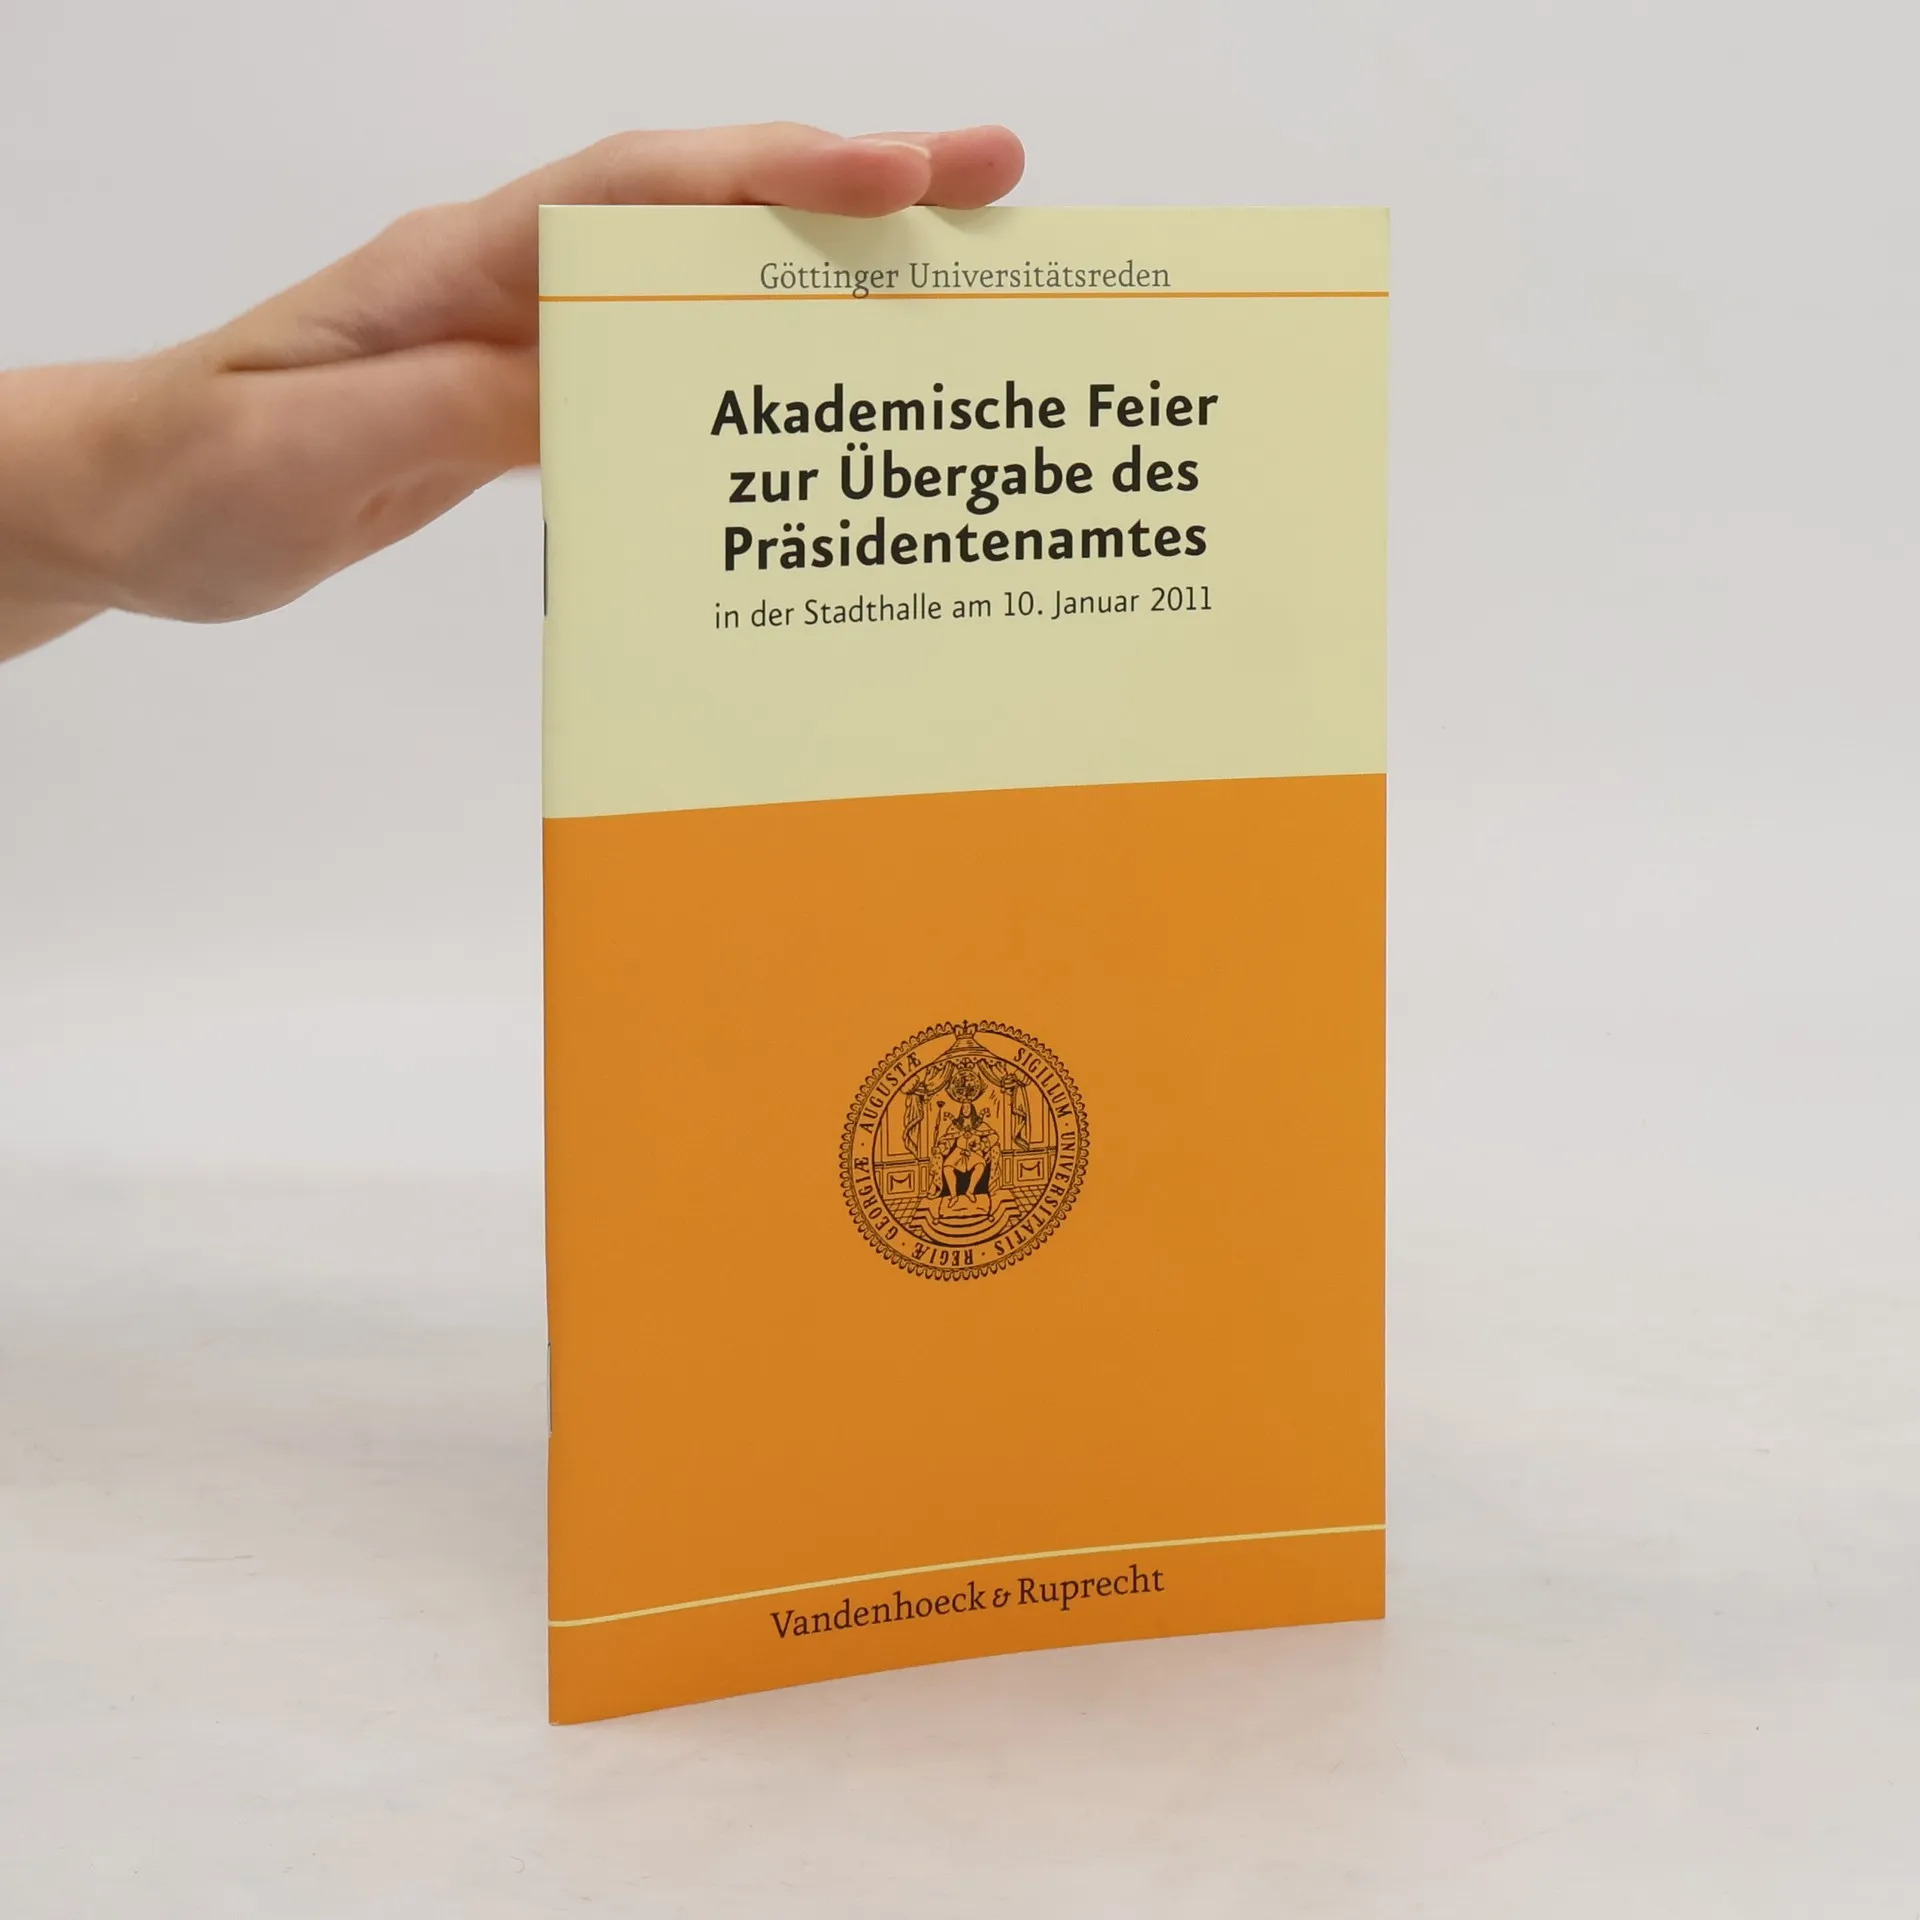 Göttinger Universitätsreden
Akademische Feier
zur Übergabe des
Präsidentenamtes
in der Stadthalle am 10. Januar 2011
SIGILLUM · UNIVERSITATIS · REGIÆ · GEORGIÆ · AUGUSTÆ
Vandenhoeck & Ruprecht